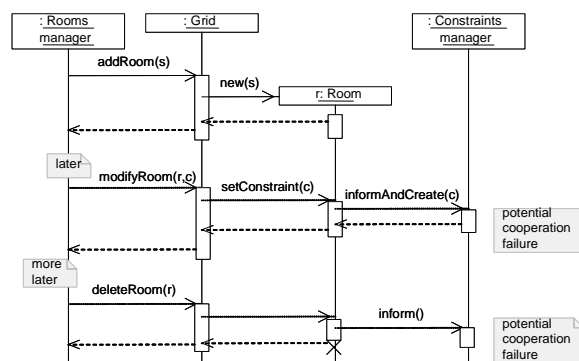 : Rooms
manager
: Grid
: Constraints
manager
addRoom(s)
new(s)
r: Room
later
modifyRoom(r,c)
setConstraint(c)
informAndCreate(c)
potential
cooperation
failure
more
later
deleteRoom(r)
inform()
potential
cooperation
failure